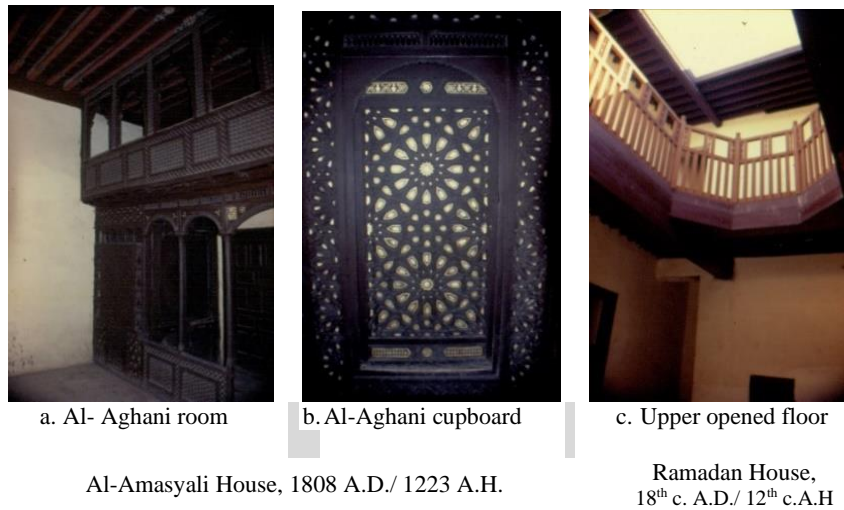 a. Al- Aghani room
b. Al-Aghani cupboard
c. Upper opened floor
Al-Amasyali House, 1808 A.D./ 1223 A.H.
Ramadan House,
18th c. A.D./ 12th c.A.H